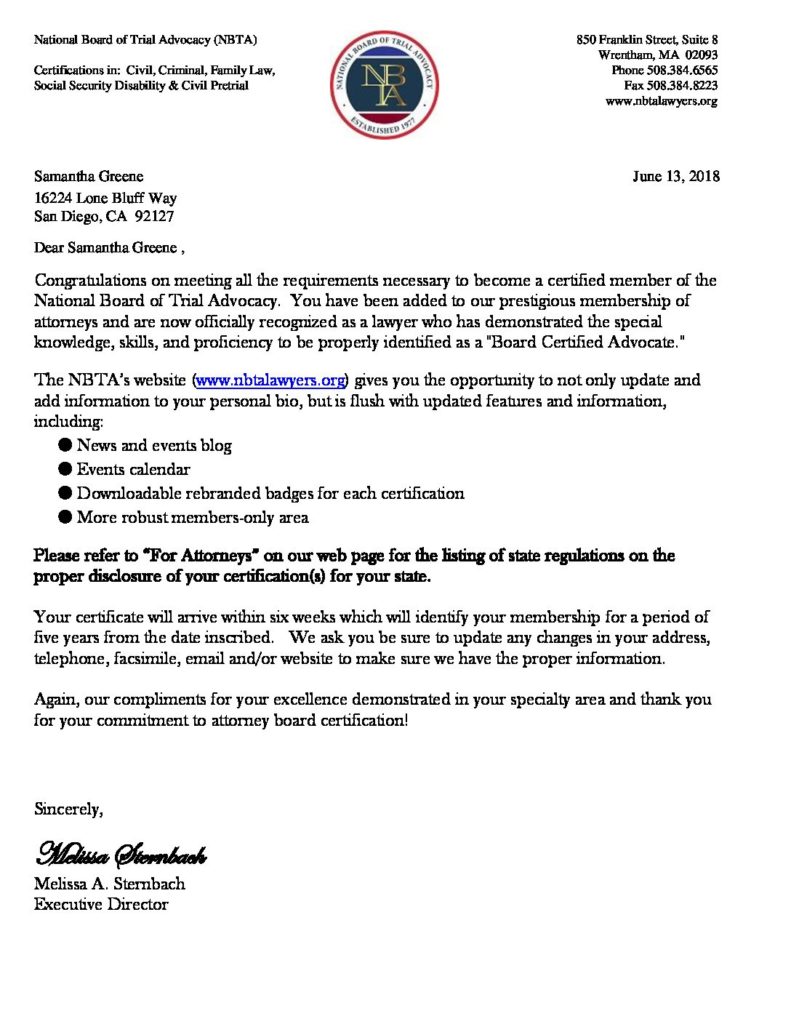 National Board of Trial Advocacy (NBTA)
Certifications in: Civil, Criminal, Family Law,
Social Security Disability & Civil Pretrial
NATIONAL BOARD OF TRIAL ADVOCACY
NBTA
ESTABLISHED 1977
850 Franklin Street, Suite 8
Wrentham, MA 02093
Phone 508.384.6565
Fax 508.384.8223
www.nbtalawyers.org
Samantha Greene
June 13, 2018
16224 Lone Bluff Way
San Diego, CA 92127
Dear Samantha Greene ,
Congratulations on meeting all the requirements necessary to become a certified member of the
National Board of Trial Advocacy. You have been added to our prestigious membership of
attorneys and are now officially recognized as a lawyer who has demonstrated the special
knowledge, skills, and proficiency to be properly identified as a "Board Certified Advocate."
The NBTA's website (www.nbtalawyers.org) gives you the opportunity to not only update and
add information to your personal bio, but is flush with updated features and information,
including:
● News and events blog
● Events calendar
● Downloadable rebranded badges for each certification
● More robust members-only area
Please refer to "For Attorneys" on our web page for the listing of state regulations on the
proper disclosure of your certification(s) for your state.
Your certificate will arrive within six weeks which will identify your membership for a period of
five years from the date inscribed. We ask you be sure to update any changes in your address,
telephone, facsimile, email and/or website to make sure we have the proper information.
Again, our compliments for your excellence demonstrated in your specialty area and thank you
for your commitment to attorney board certification!
Sincerely,
Melissa Sternbach
Melissa A. Sternbach
Executive Director